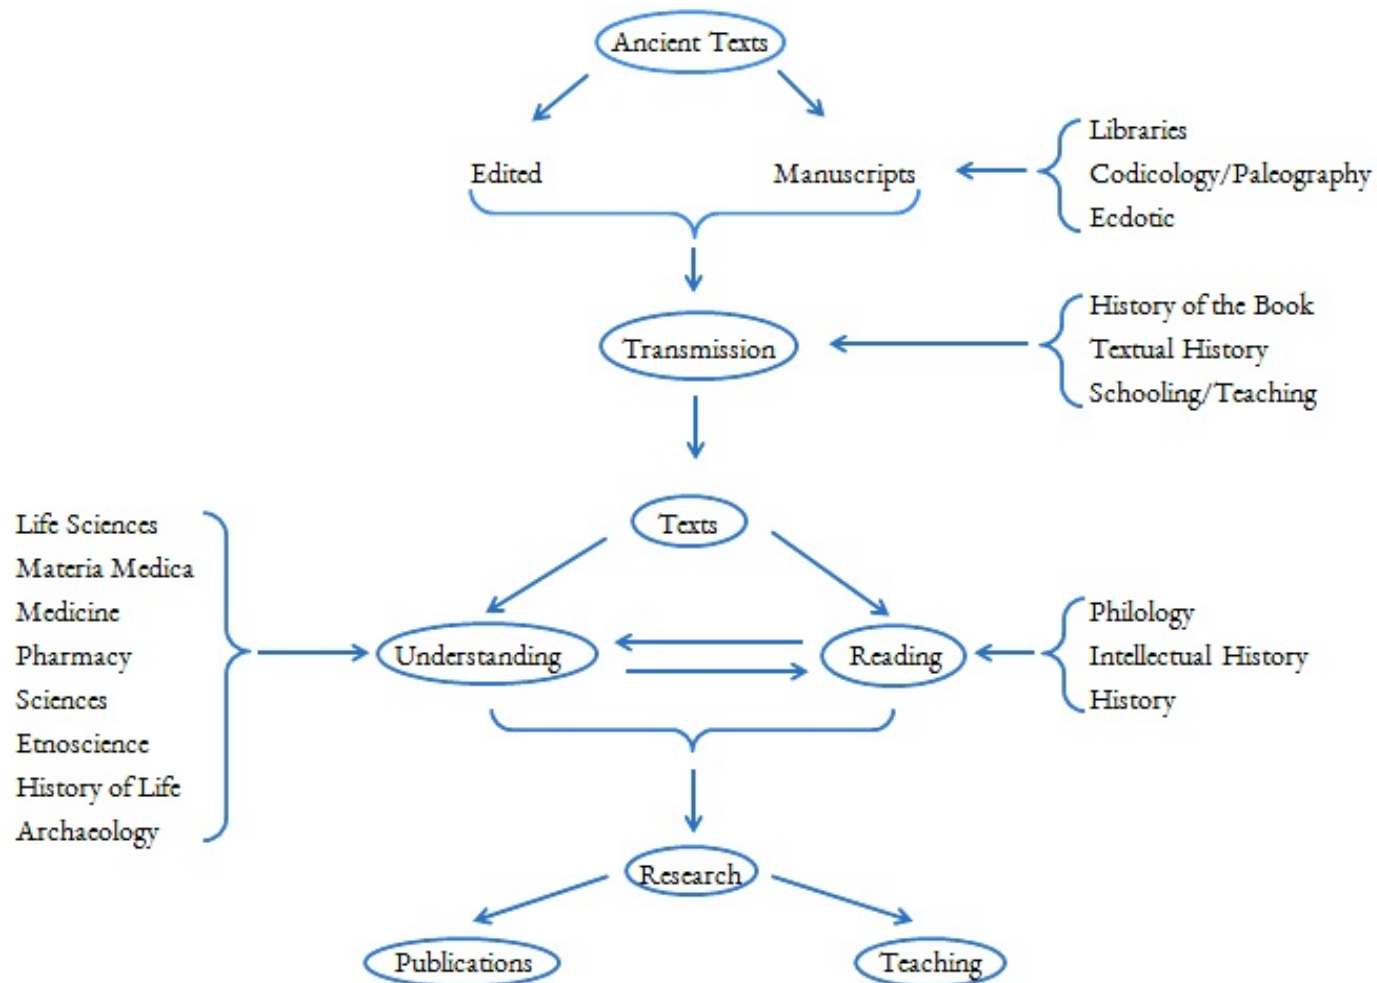 Ancient Texts
Edited
Manuscripts
Libraries
Codicology/Paleography
Ecdotic
Transmission
History of the Book
Textual History
Schooling/Teaching
Texts
Life Sciences
Materia Medica
Medicine
Pharmacy
Sciences
Etnoscience
History of Life
Archaeology
Understanding
Reading
Philology
Intellectual History
History
Research
Publications
Teaching